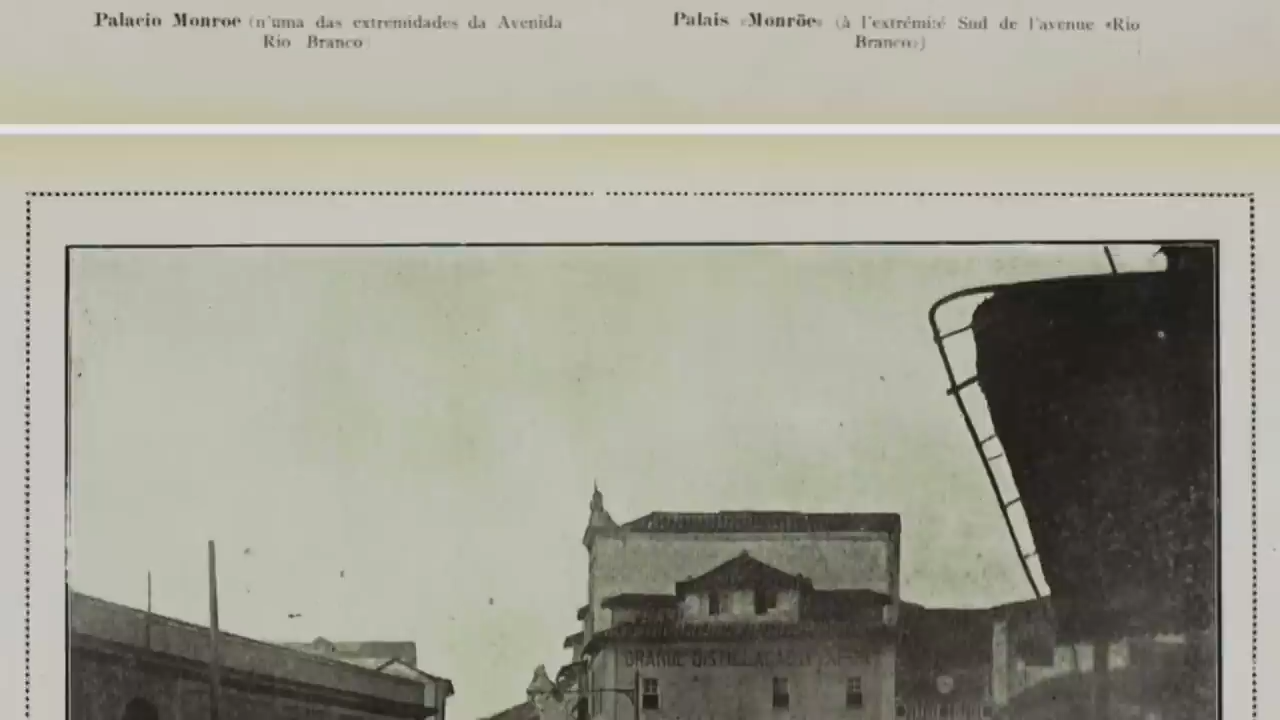 Palacio Monroe (n'uma das extremidades da Avenida
Rio Branco)
Palais «Monrõe» (à l'extrémité Sud de l'avenue «Rio
Branco»)
GRANDE DISTILLAÇÃO